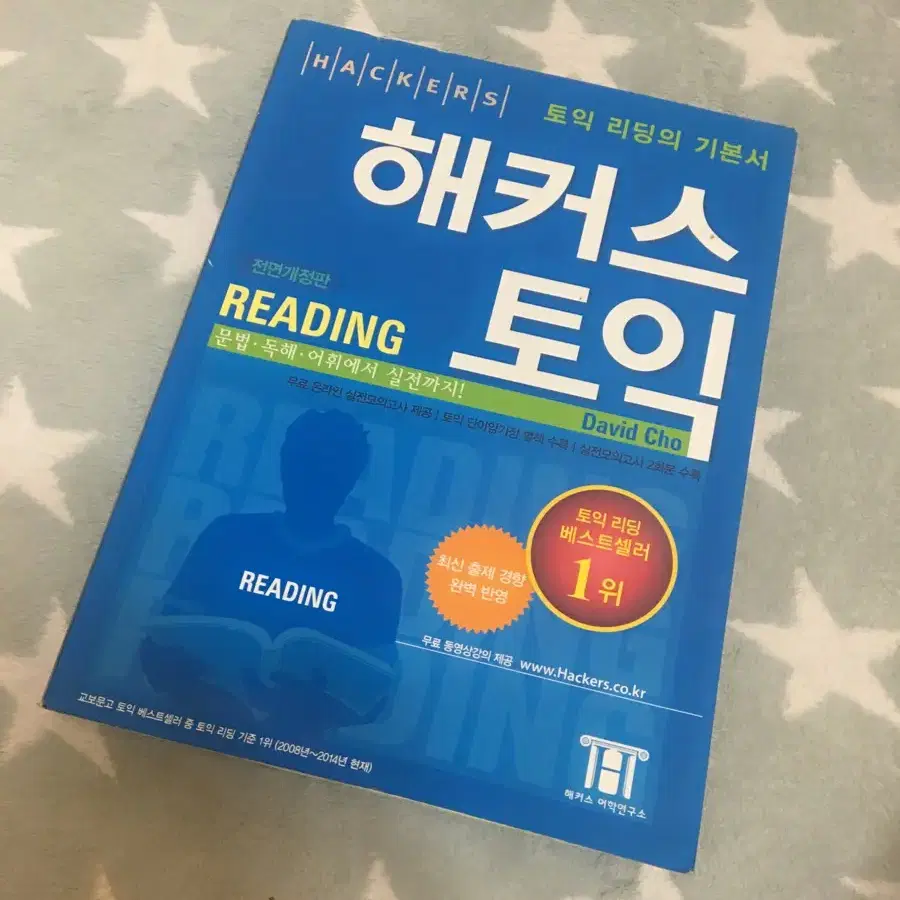 HACKERS
토익 리딩의 기본서
해커스
토익
전면개정판
READING
문법·독해·어휘에서 실전까지!
David Cho
무료 온라인 실전모의고사 제공 | 토익 단어암기장 별책 수록 | 실전모의고사 2회분 수록
READING
READING
READING
토익 리딩
베스트셀러
1위
최신 출제 경향
완벽 반영
READING
무료 동영상강의 제공 www.Hackers.co.kr
교보문고 토익 베스트셀러 중 토익 리딩 기준 1위 (2008년~2014년 현재)
해커스 어학연구소